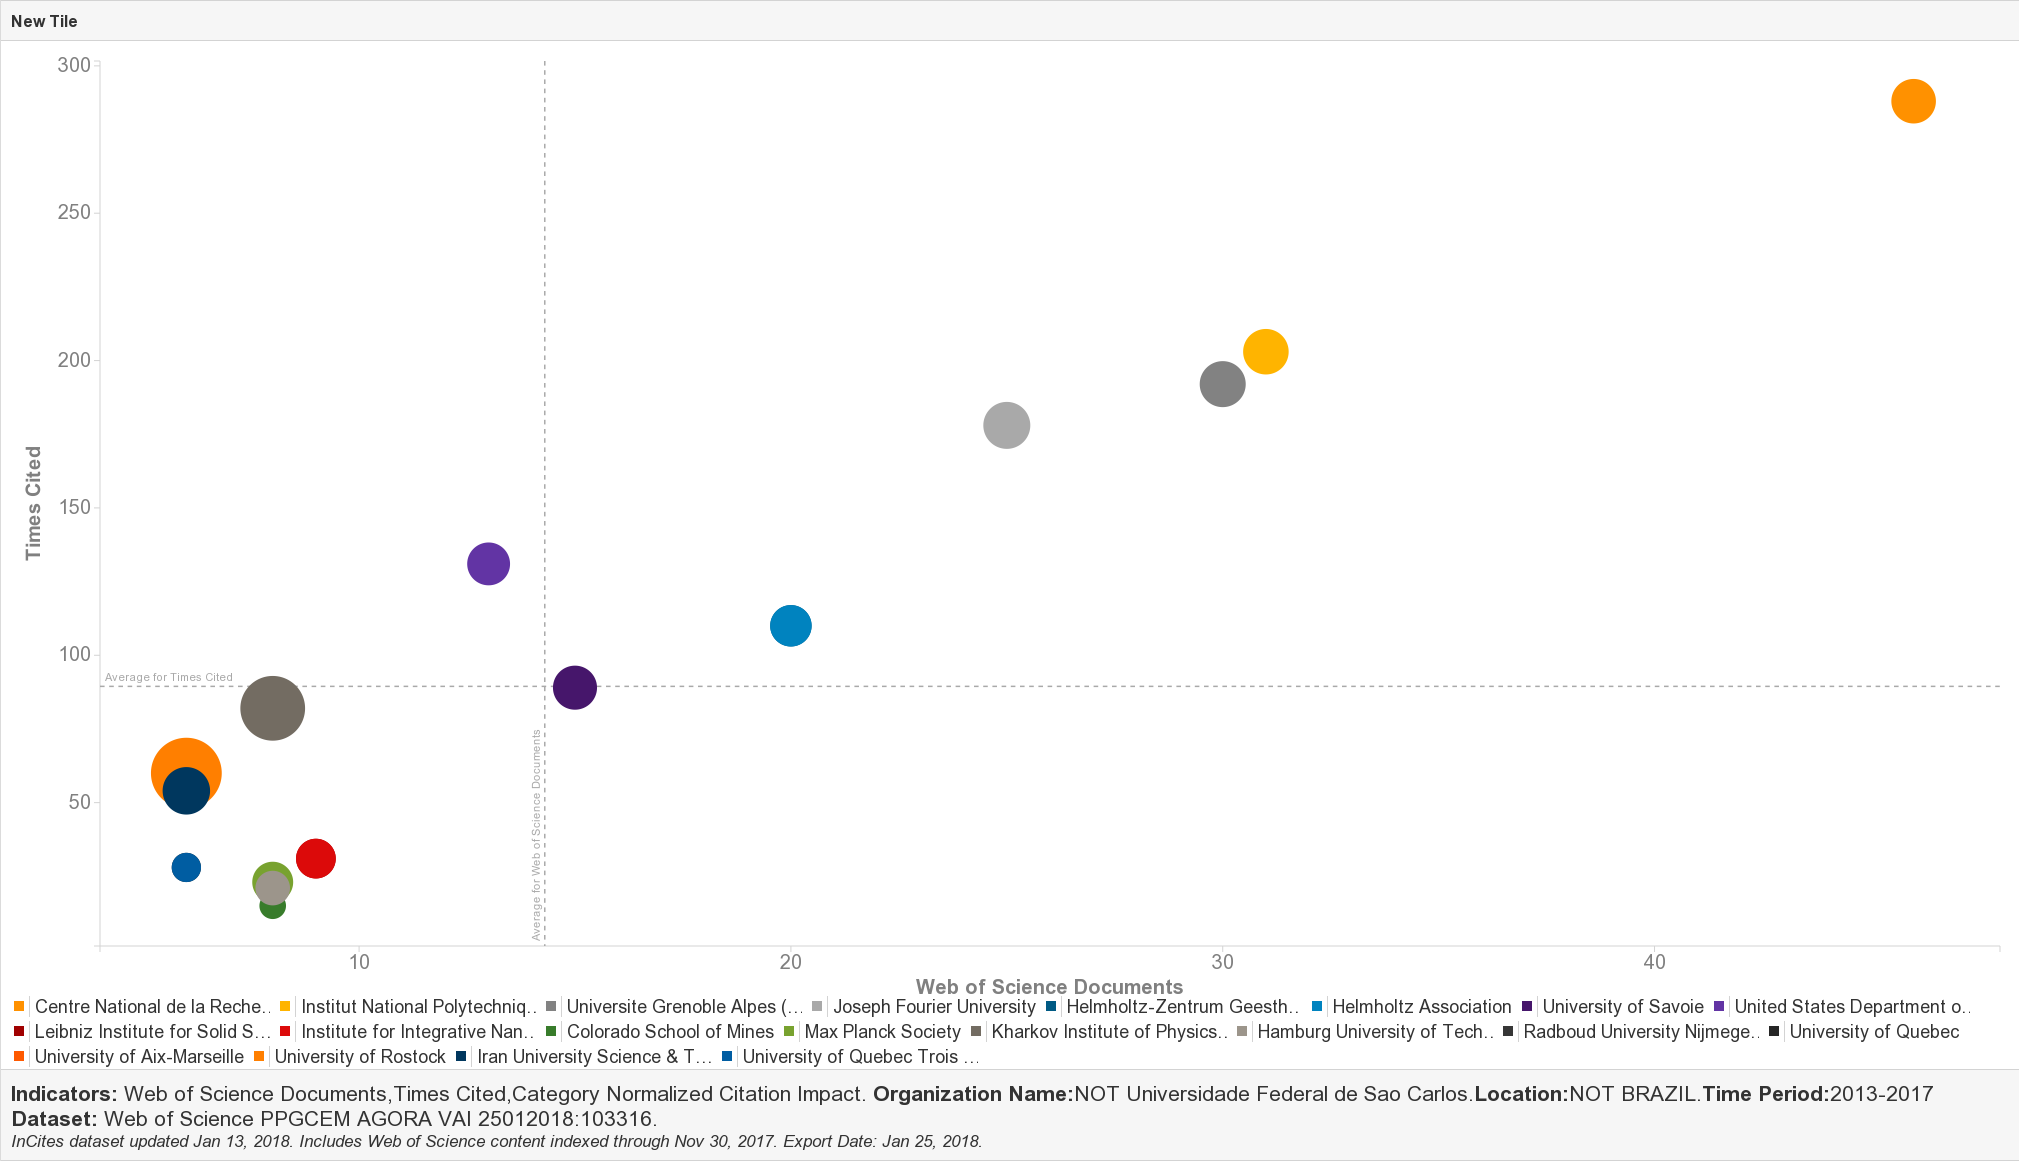 New Tile
300
250
200
150
100
50
Times Cited
Average for Times Cited
Average for Web of Science Documents
10 20 30 40
Web of Science Documents
Centre National de la Reche.. Institut National Polytechniq.. Universite Grenoble Alpes (... Joseph Fourier University Helmholtz-Zentrum Geesth.. Helmholtz Association University of Savoie United States Department o..
Leibniz Institute for Solid S... Institute for Integrative Nan.. Colorado School of Mines Max Planck Society Kharkov Institute of Physics.. Hamburg University of Tech.. Radboud University Nijmege.. University of Quebec
University of Aix-Marseille University of Rostock Iran University Science & T... University of Quebec Trois ...
Indicators: Web of Science Documents,Times Cited,Category Normalized Citation Impact. Organization Name:NOT Universidade Federal de Sao Carlos.Location:NOT BRAZIL.Time Period:2013-2017
Dataset: Web of Science PPGCEM AGORA VAI 25012018:103316.
InCites dataset updated Jan 13, 2018. Includes Web of Science content indexed through Nov 30, 2017. Export Date: Jan 25, 2018.